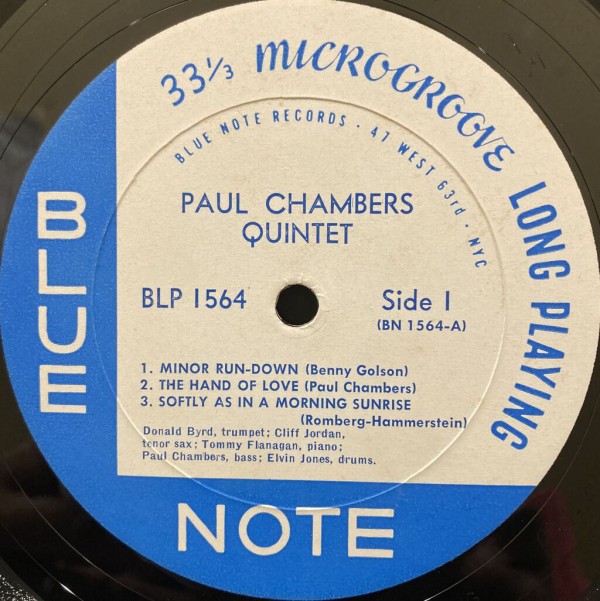 33⅓ MICROGROOVE LONG PLAYING
BLUE NOTE RECORDS · 47 WEST 63rd · NYC
PAUL CHAMBERS
QUINTET
BLP 1564
Side 1
(BN 1564-A)
1. MINOR RUN-DOWN (Benny Golson)
2. THE HAND OF LOVE (Paul Chambers)
3. SOFTLY AS IN A MORNING SUNRISE
(Romberg-Hammerstein)
Donald Byrd, trumpet; Cliff Jordan,
tenor sax; Tommy Flanagan, piano;
Paul Chambers, bass; Elvin Jones, drums.
BLUE
NOTE